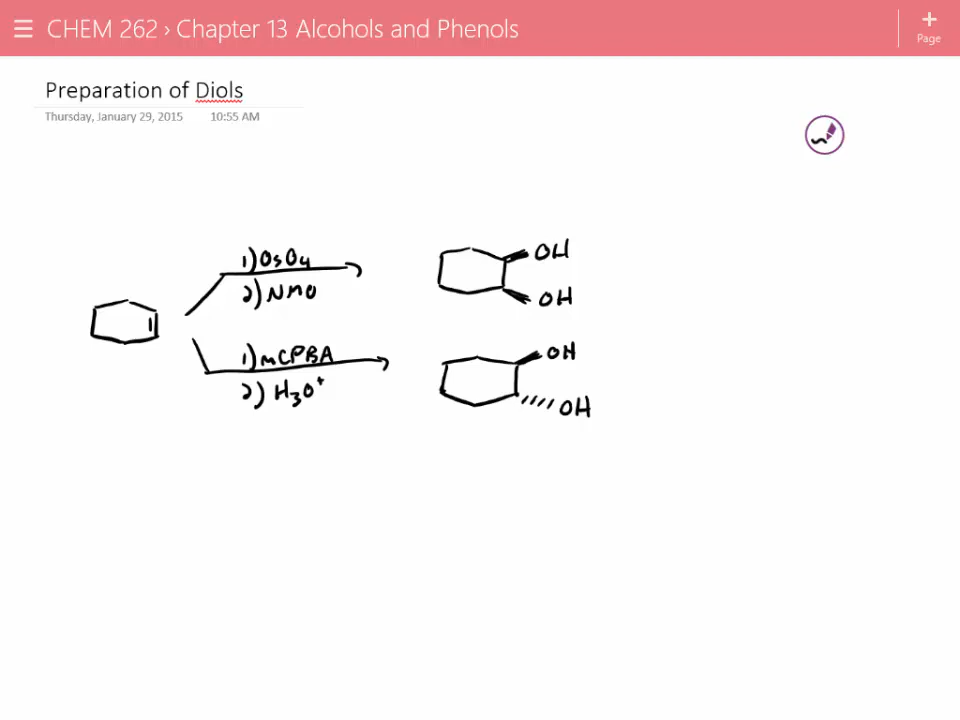 CHEM 262 › Chapter 13 Alcohols and Phenols
+
Page
Preparation of Diols
Thursday, January 29, 2015 10:55 AM
1) OsO4
2) NMO
OH
OH
1) mCPBA
2) H3O+
OH
OH